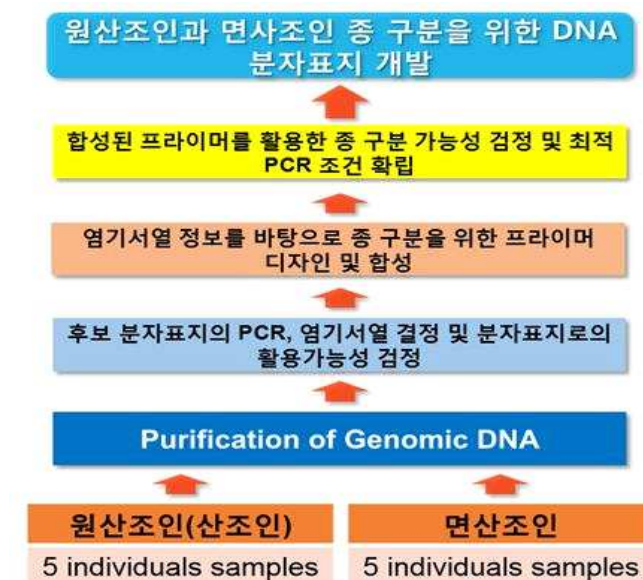 원산조인과 면사조인 종 구분을 위한 DNA
분자표지 개발
합성된 프라이머를 활용한 종 구분 가능성 검정 및 최적
PCR 조건 확립
염기서열 정보를 바탕으로 종 구분을 위한 프라이머
디자인 및 합성
후보 분자표지의 PCR, 염기서열 결정 및 분자표지로의
활용가능성 검정
Purification of Genomic DNA
원산조인(산조인)
면산조인
5 individuals samples
5 individuals samples